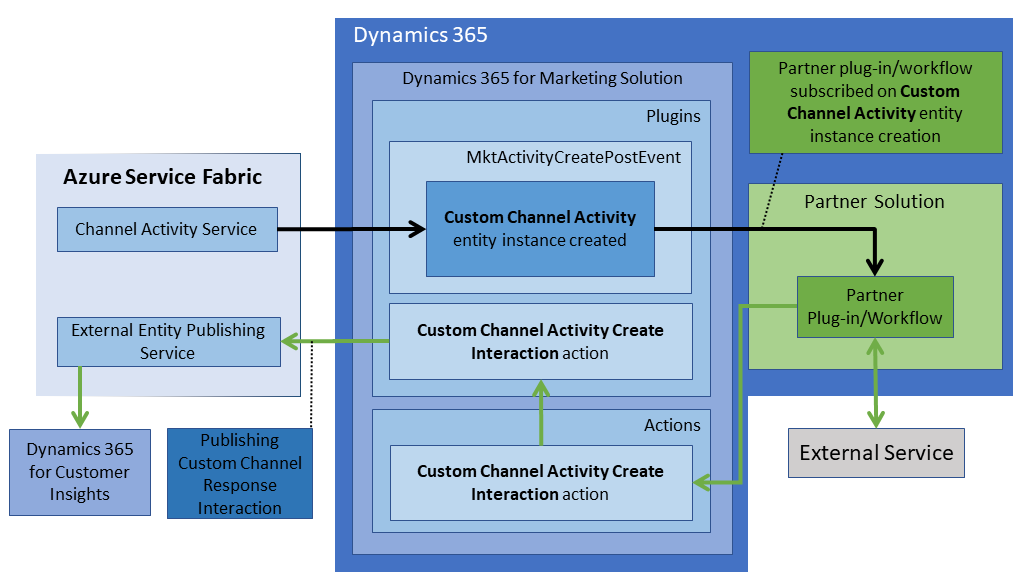 Dynamics 365
Dynamics 365 for Marketing Solution
Plugins
MktActivityCreatePostEvent
Custom Channel Activity
entity instance created
Custom Channel Activity Create
Interaction action
Actions
Custom Channel Activity Create
Interaction action
Partner plug-in/workflow
subscribed on Custom
Channel Activity entity
instance creation
Partner Solution
Partner
Plug-in/Workflow
External Service
Azure Service Fabric
Channel Activity Service
External Entity Publishing
Service
Dynamics 365
for Customer
Insights
Publishing
Custom Channel
Response
Interaction